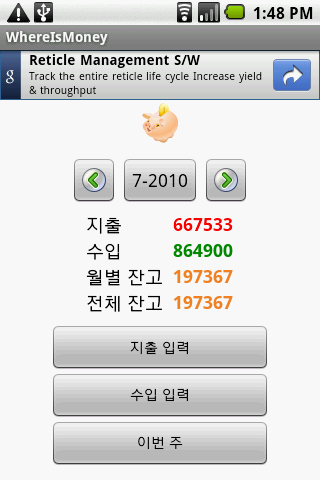 1:48 PM
WhereIsMoney
g
Reticle Management S/W
Track the entire reticle life cycle Increase yield
& throughput
7-2010
지출 667533
수입 864900
월별 잔고 197367
전체 잔고 197367
지출 입력
수입 입력
이번 주